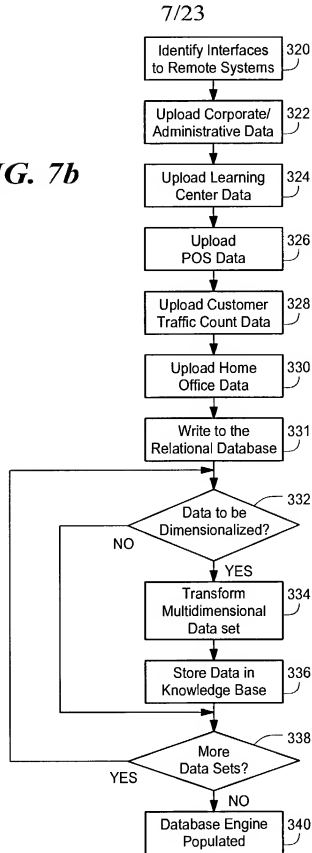 7/23
Identify Interfaces
to Remote Systems
320
Upload Corporate/
Administrative Data
322
IG. 7b
Upload Learning
Center Data
324
Upload
POS Data
326
Upload Customer
Traffic Count Data
328
Upload Home
Office Data
330
Write to the
Relational Database
331
332
Data to be
Dimensionalized?
NO
YES
Transform
Multidimensional
Data set
334
Store Data in
Knowledge Base
336
338
More
Data Sets?
YES
NO
Database Engine
Populated
340